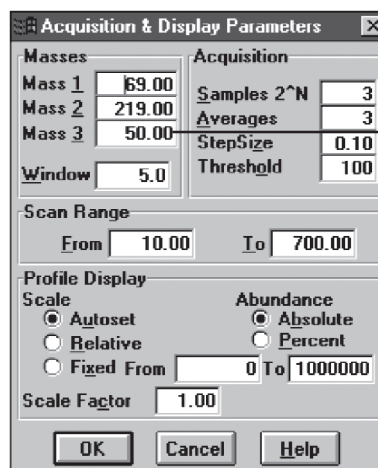 Acquisition & Display Parameters
Masses
Mass 1 69.00
Mass 2 219.00
Mass 3 50.00
Window 5.0
Acquisition
Samples 2^N 3
Averages 3
StepSize 0.10
Threshold 100
Scan Range
From 10.00 To 700.00
Profile Display
Scale
Autoset
Relative
Fixed From 0 To 1000000
Abundance
Absolute
Percent
Scale Factor 1.00
OK Cancel Help